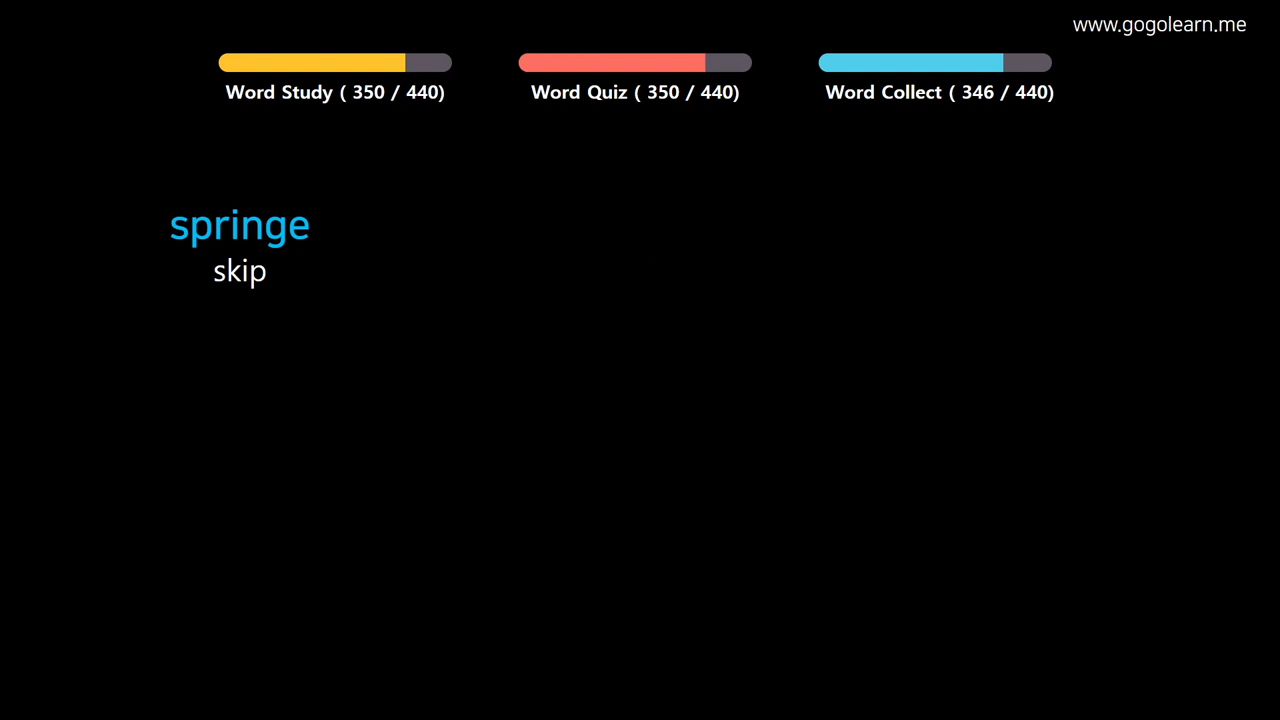 www.gogolearn.me
Word Study ( 350 / 440)
Word Quiz ( 350 / 440)
Word Collect ( 346 / 440)
springe
skip